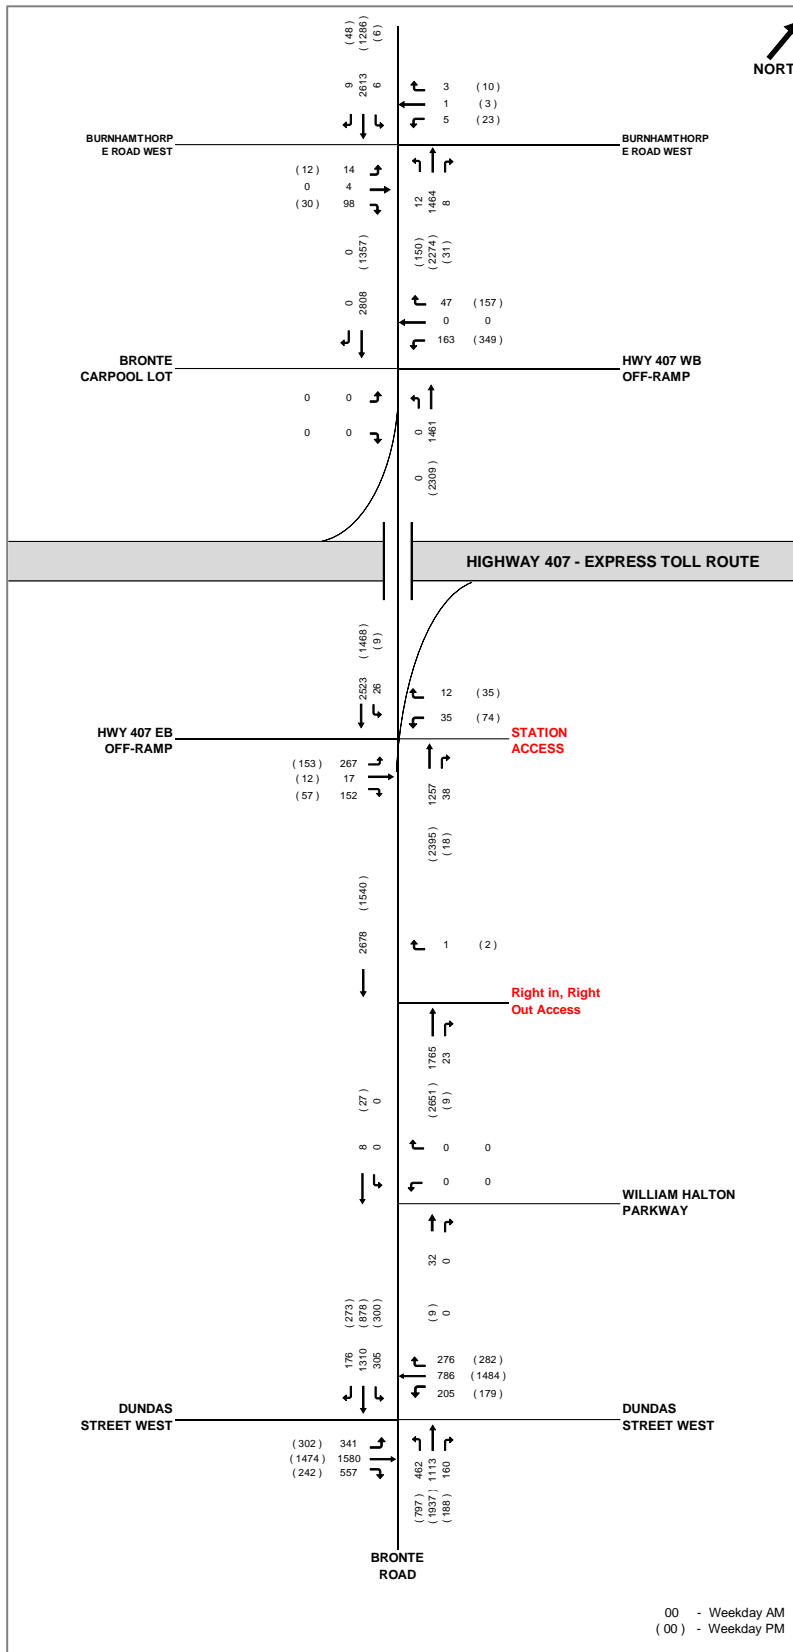 NORT
( 48 ) ( 1286 ) ( 6 )
9 2613 6
3 ( 10 )
1 ( 3 )
5 ( 23 )
BURNHAMTHORP
E ROAD WEST
BURNHAMTHORP
E ROAD WEST
( 12 ) 14
0 4
( 30 ) 98
12 1464 8
( 150 ) ( 2274 ) ( 31 )
0 ( 1357 )
0 2808
47 ( 157 )
0 0
163 ( 349 )
BRONTE
CARPOOL LOT
HWY 407 WB
OFF-RAMP
0 0
0 0
0 1461
0 ( 2309 )
HIGHWAY 407 - EXPRESS TOLL ROUTE
( 1468 ) ( 9 )
2523 26
12 ( 35 )
35 ( 74 )
HWY 407 EB
OFF-RAMP
STATION
ACCESS
( 153 ) 267
( 12 ) 17
( 57 ) 152
1257 38
( 2395 ) ( 18 )
( 1540 )
2678
1 ( 2 )
Right in, Right
Out Access
1765 23
( 2651 ) ( 9 )
( 27 ) 0
8 0
0 0
0 0
WILLIAM HALTON
PARKWAY
32 0
( 9 ) 0
( 273 ) ( 878 ) ( 300 )
176 1310 305
276 ( 282 )
786 ( 1484 )
205 ( 179 )
DUNDAS
STREET WEST
DUNDAS
STREET WEST
( 302 ) 341
( 1474 ) 1580
( 242 ) 557
462 1113 160
( 797 ) ( 1937 ) ( 188 )
BRONTE
ROAD
00 - Weekday AM
( 00 ) - Weekday PM